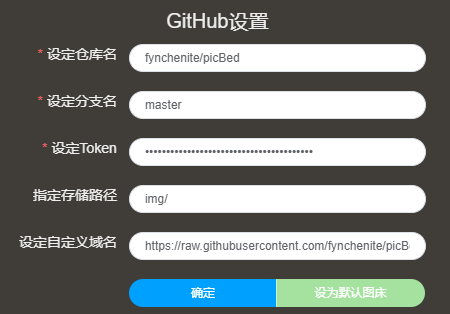 GitHub设置
* 设定仓库名
fynchenite/picBed
* 设定分支名
master
* 设定Token
••••••••••••••••••••••••••••••••••••••••
指定存储路径
img/
设定自定义域名
https://raw.githubusercontent.com/fynchenite/picB
确定
设为默认图床